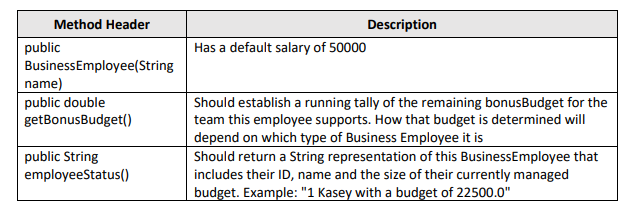 Method Header Description
public
BusinessEmployee(String
name)
Has a default salary of 50000
public double
getBonusBudget()
Should establish a running tally of the remaining bonusBudget for the
team this employee supports. How that budget is determined will
depend on which type of Business Employee it is
public String
employeeStatus()
Should return a String representation of this BusinessEmployee that
includes their ID, name and the size of their currently managed
budget. Example: "1 Kasey with a budget of 22500.0"